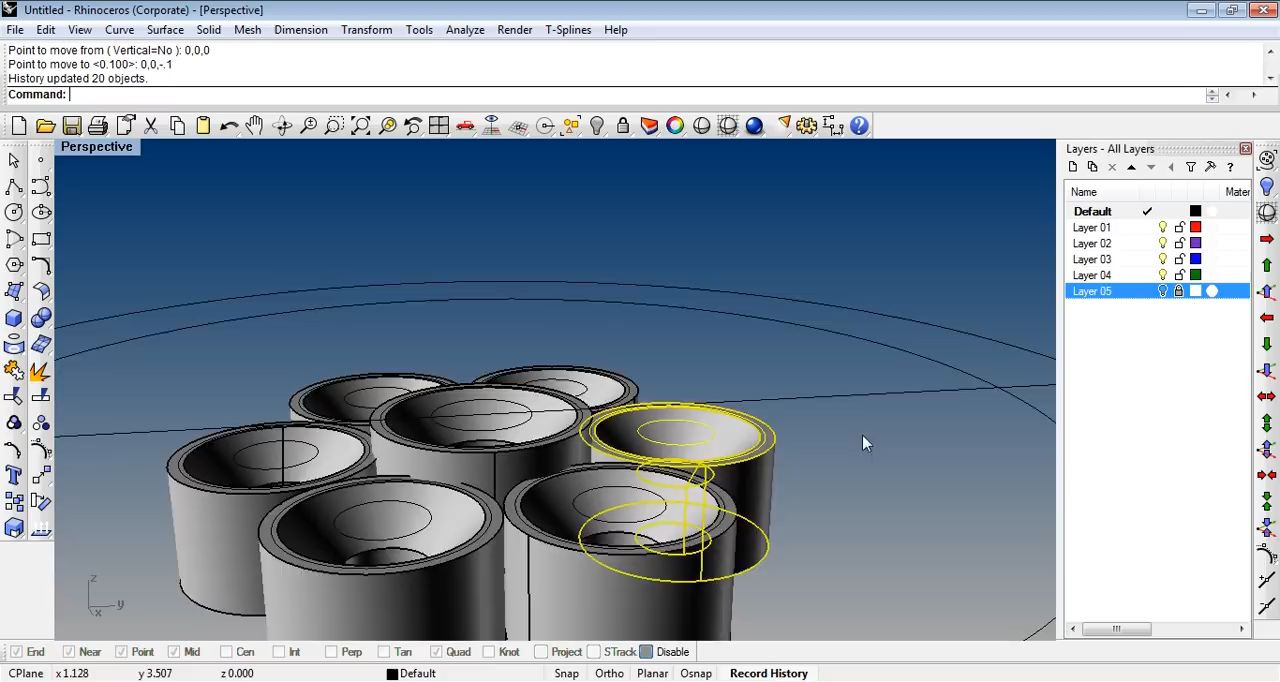 Untitled - Rhinoceros (Corporate) - [Perspective]
File Edit View Curve Surface Solid Mesh Dimension Transform Tools Analyze Render T-Splines Help
Point to move from ( Vertical=No ): 0,0,0
Point to move to <0.100>: 0,0,-.1
History updated 20 objects.
Command:
Perspective
Layers - All Layers
Name Mater
Default
Layer 01
Layer 02
Layer 03
Layer 04
Layer 05
z
y
x
End Near Point Mid Cen Int Perp Tan Quad Knot Project STrack Disable
CPlane x 1.128 y 3.507 z 0.000 Default Snap Ortho Planar Osnap Record History